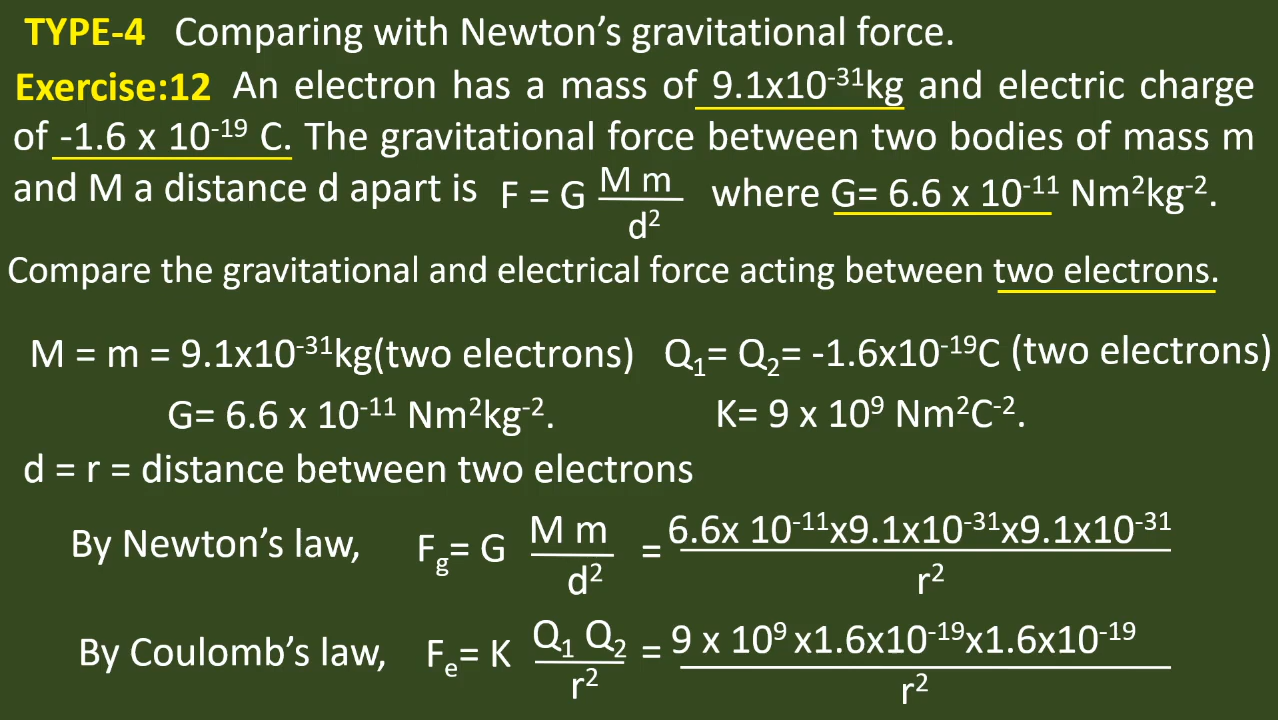 TYPE-4 Comparing with Newton’s gravitational force.
Exercise:12 An electron has a mass of 9.1x10⁻³¹kg and electric charge
of -1.6 x 10⁻¹⁹ C. The gravitational force between two bodies of mass m
and M a distance d apart is F = G M m / d² where G= 6.6 x 10⁻¹¹ Nm²kg⁻².
Compare the gravitational and electrical force acting between two electrons.
M = m = 9.1x10⁻³¹kg(two electrons) Q₁= Q₂= -1.6x10⁻¹⁹C (two electrons)
G= 6.6 x 10⁻¹¹ Nm²kg⁻². K= 9 x 10⁹ Nm²C⁻².
d = r = distance between two electrons
By Newton’s law, Fg= G M m / d² = 6.6x 10⁻¹¹x9.1x10⁻³¹x9.1x10⁻³¹ / r²
By Coulomb’s law, Fₑ= K Q₁ Q₂ / r² = 9 x 10⁹ x1.6x10⁻¹⁹x1.6x10⁻¹⁹ / r²